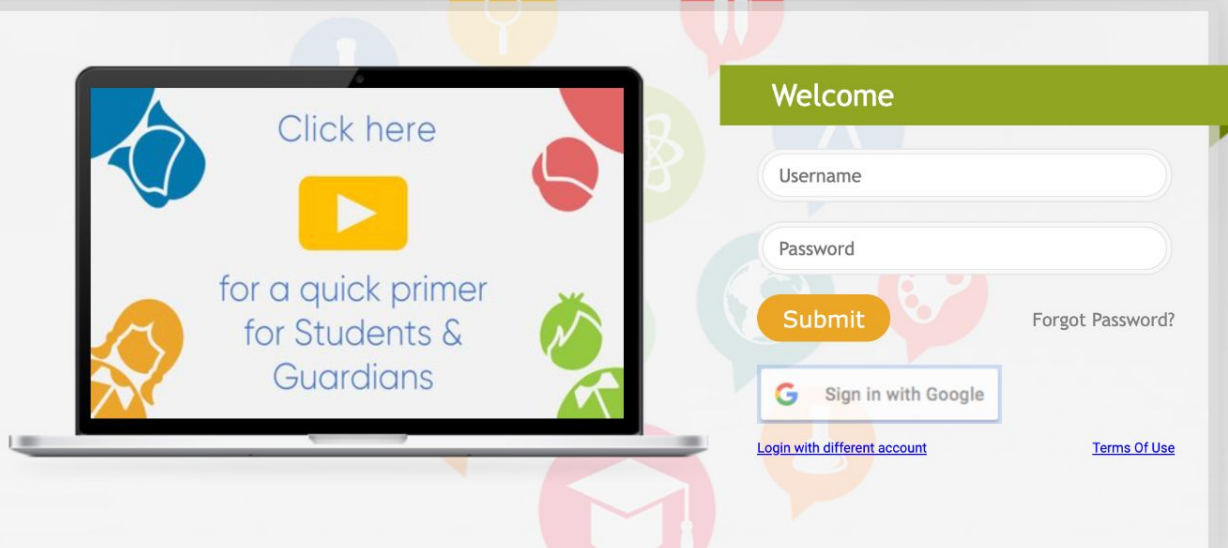 Click here
for a quick primer
for Students &
Guardians
Welcome
Username
Password
Submit
Forgot Password?
Sign in with Google
Login with different account
Terms Of Use